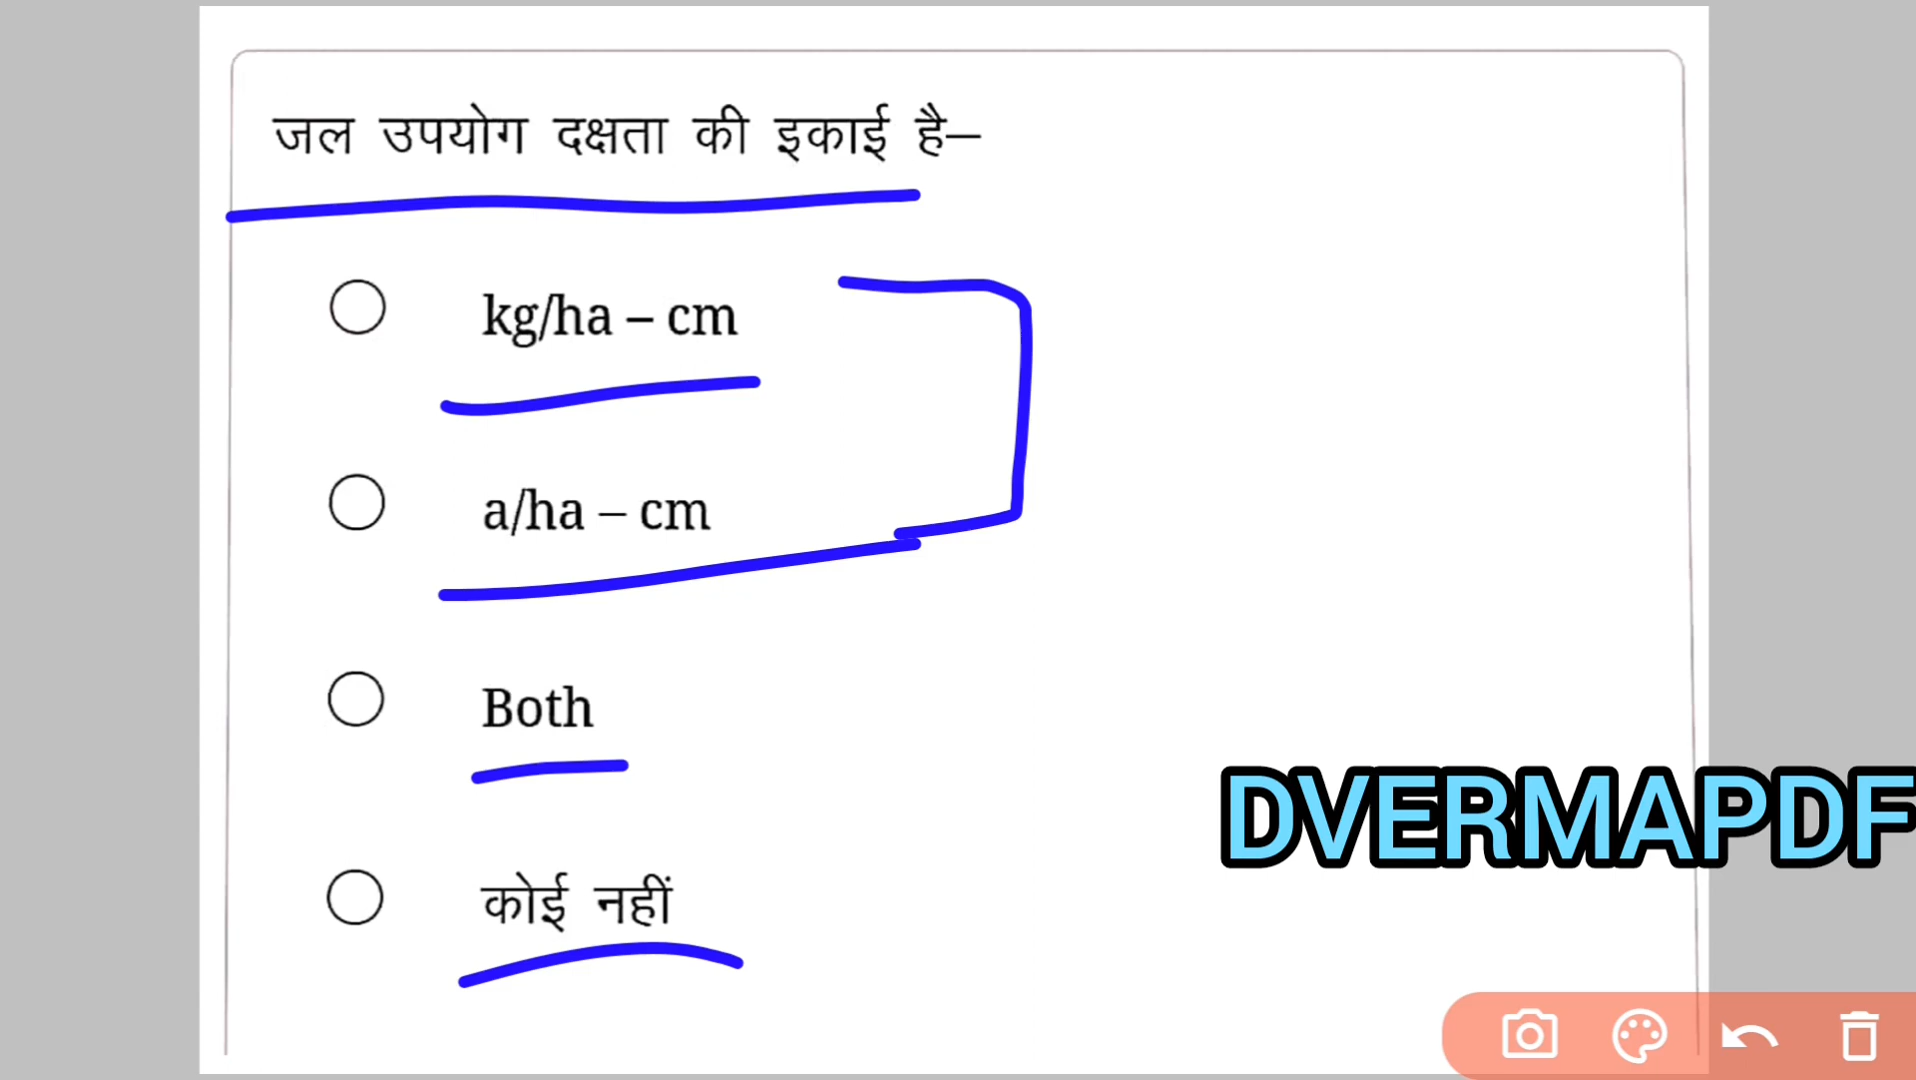 जल उपयोग दक्षता की इकाई है–
kg/ha – cm
a/ha – cm
Both
कोई नहीं
DVERMAPDF